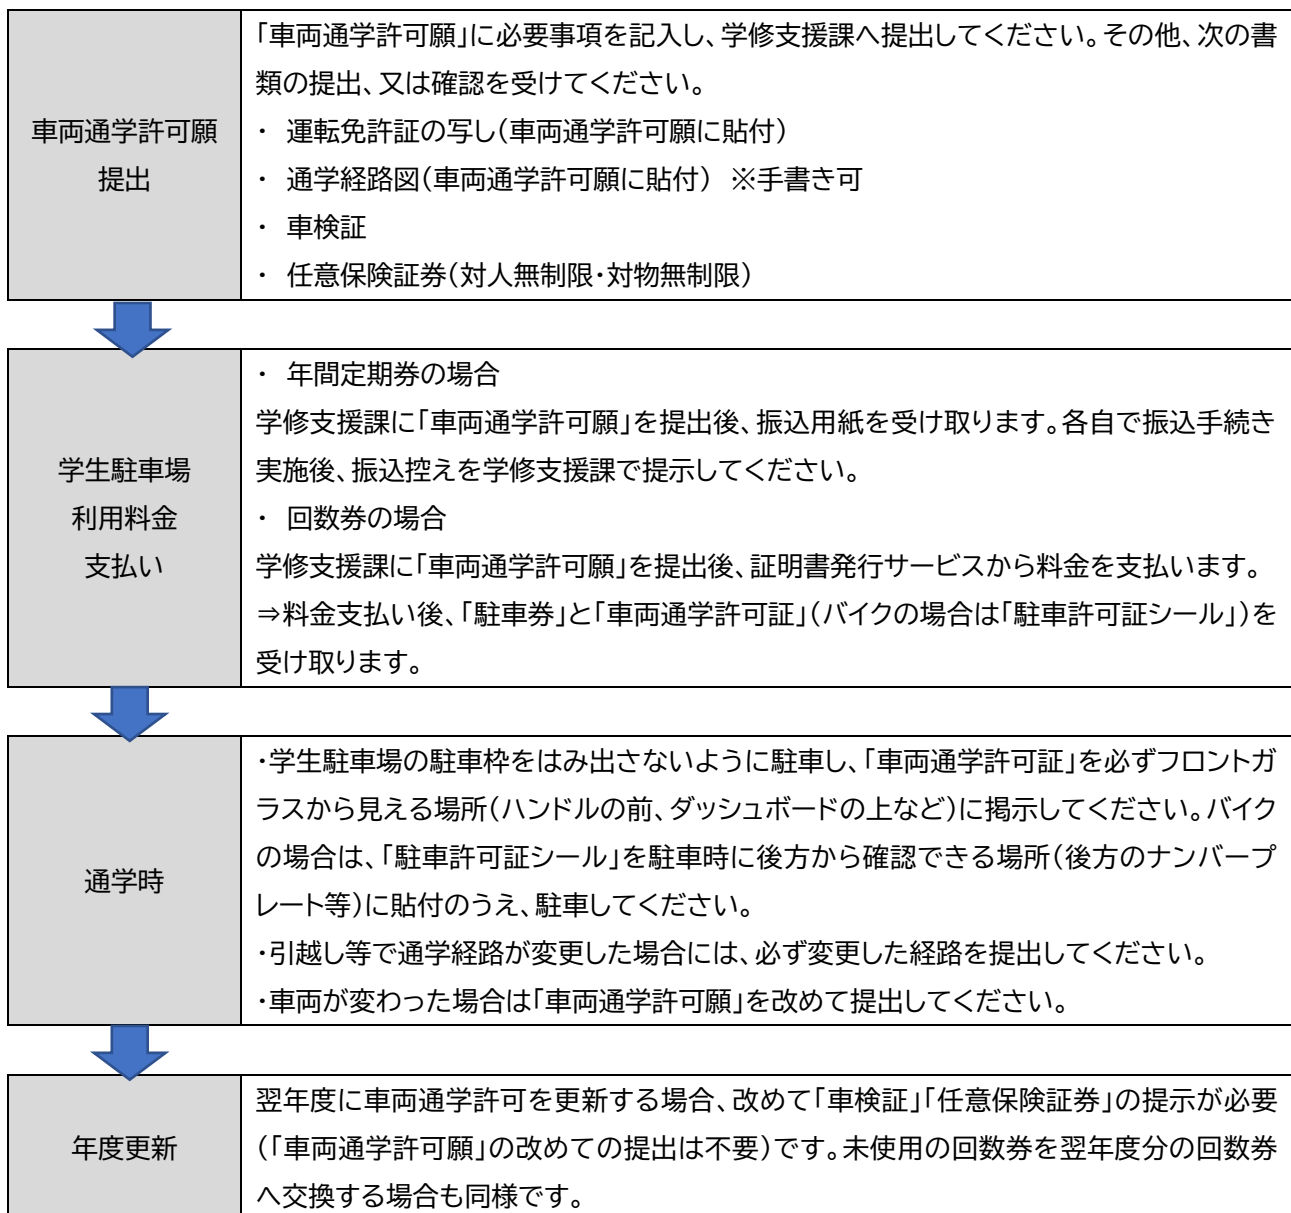 車両通学許可願
提出
「車両通学許可願」に必要事項を記入し、学修支援課へ提出してください。その他、次の書
類の提出、又は確認を受けてください。
・ 運転免許証の写し(車両通学許可願に貼付)
・ 通学経路図(車両通学許可願に貼付) ※手書き可
・ 車検証
・ 任意保険証券(対人無制限・対物無制限)
学生駐車場
利用料金
支払い
・ 年間定期券の場合
学修支援課に「車両通学許可願」を提出後、振込用紙を受け取ります。各自で振込手続き
実施後、振込控えを学修支援課で提示してください。
・ 回数券の場合
学修支援課に「車両通学許可願」を提出後、証明書発行サービスから料金を支払います。
⇒料金支払い後、「駐車券」と「車両通学許可証」(バイクの場合は「駐車許可証シール」)を
受け取ります。
通学時
・学生駐車場の駐車枠をはみ出さないように駐車し、「車両通学許可証」を必ずフロントガ
ラスから見える場所(ハンドルの前、ダッシュボードの上など)に掲示してください。バイク
の場合は、「駐車許可証シール」を駐車時に後方から確認できる場所(後方のナンバープ
レート等)に貼付のうえ、駐車してください。
・引越し等で通学経路が変更した場合には、必ず変更した経路を提出してください。
・車両が変わった場合は「車両通学許可願」を改めて提出してください。
年度更新
翌年度に車両通学許可を更新する場合、改めて「車検証」「任意保険証券」の提示が必要
(「車両通学許可願」の改めての提出は不要)です。未使用の回数券を翌年度分の回数券
へ交換する場合も同様です。